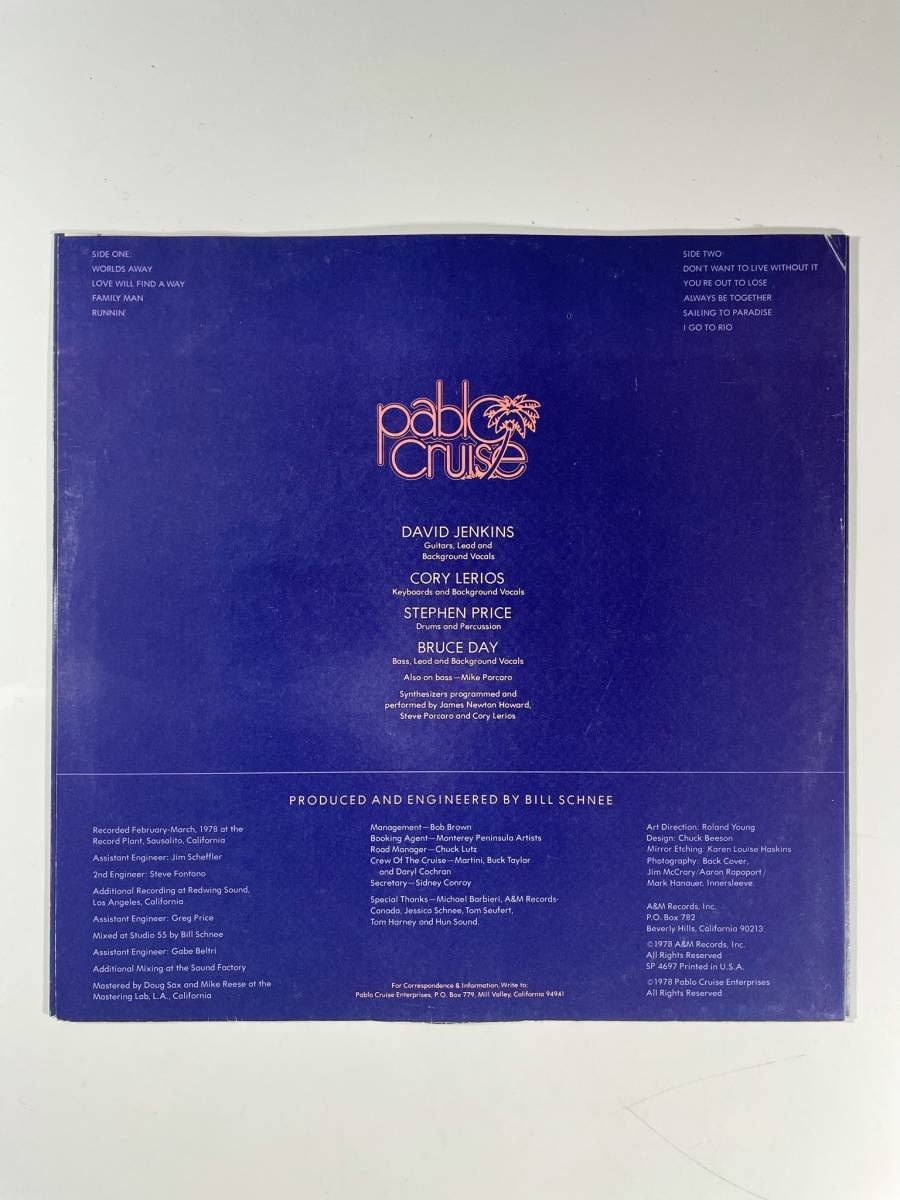 SIDE ONE:
WORLDS AWAY
LOVE WILL FIND A WAY
FAMILY MAN
RUNNIN'
SIDE TWO:
DON'T WANT TO LIVE WITHOUT IT
YOU'RE OUT TO LOSE
ALWAYS BE TOGETHER
SAILING TO PARADISE
I GO TO RIO
pablo
cruise
DAVID JENKINS
Guitars, Lead and
Background Vocals
CORY LERIOS
Keyboards and Background Vocals
STEPHEN PRICE
Drums and Percussion
BRUCE DAY
Bass, Lead and Background Vocals
Also on bass—Mike Porcaro
Synthesizers programmed and
performed by James Newton Howard,
Steve Porcaro and Cory Lerios
PRODUCED AND ENGINEERED BY BILL SCHNEE
Recorded February-March, 1978 at the
Record Plant, Sausalito, California
Assistant Engineer: Jim Scheffler
2nd Engineer: Steve Fontano
Additional Recording at Redwing Sound,
Los Angeles, California
Assistant Engineer: Greg Price
Mixed at Studio 55 by Bill Schnee
Assistant Engineer: Gabe Beltri
Additional Mixing at the Sound Factory
Mastered by Doug Sax and Mike Reese at the
Mastering Lab, L.A., California
Management—Bob Brown
Booking Agent—Monterey Peninsula Artists
Road Manager—Chuck Lutz
Crew Of The Cruise—Martini, Buck Taylor
and Daryl Cochran
Secretary—Sidney Conroy
Special Thanks—Michael Barbieri, A&M Records-
Canada, Jessica Schnee, Tom Seufert,
Tom Harney and Hun Sound.
For Correspondence & Information, Write to:
Pablo Cruise Enterprises, P.O. Box 779, Mill Valley, California 94941
Art Direction: Roland Young
Design: Chuck Beeson
Mirror Etching: Karen Louise Haskins
Photography: Back Cover,
Jim McCrary/Aaron Rapoport/
Mark Hanauer, Innersleeve.
A&M Records, Inc.
P.O. Box 782
Beverly Hills, California 90213
©1978 A&M Records, Inc.
All Rights Reserved
SP 4697 Printed in U.S.A.
©1978 Pablo Cruise Enterprises
All Rights Reserved